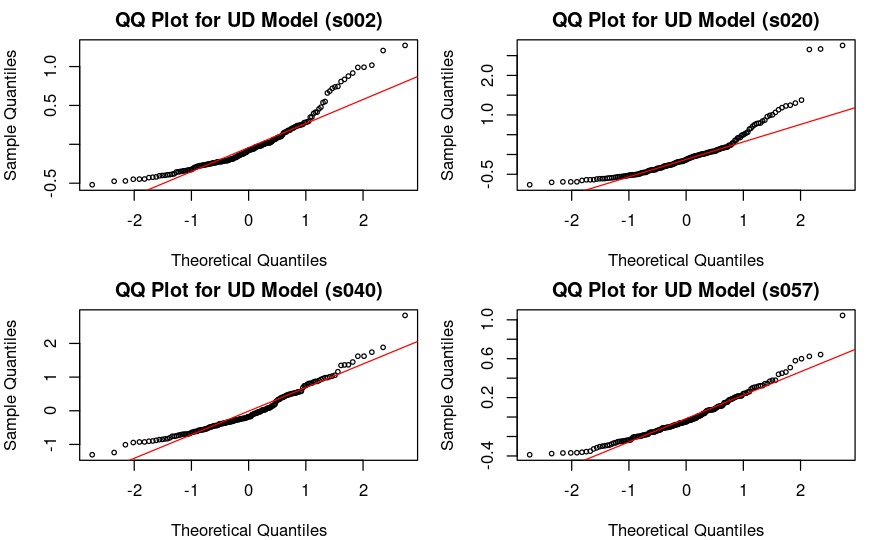 QQ Plot for UD Model (s002)
Sample Quantiles
1.0
0.5
-0.5
-2 -1 0 1 2
Theoretical Quantiles
QQ Plot for UD Model (s020)
Sample Quantiles
2.0
1.0
-0.5
-2 -1 0 1 2
Theoretical Quantiles
QQ Plot for UD Model (s040)
Sample Quantiles
2
1
0
-1
-2 -1 0 1 2
Theoretical Quantiles
QQ Plot for UD Model (s057)
Sample Quantiles
1.0
0.6
0.2
-0.4
-2 -1 0 1 2
Theoretical Quantiles